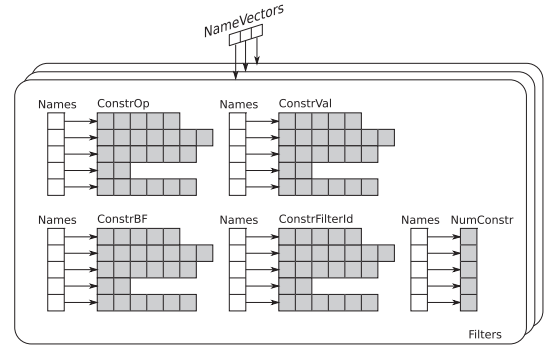 NameVectors
Names ConstrOp Names ConstrVal
Names ConstrBF Names ConstrFilterId Names NumConstr
Filters